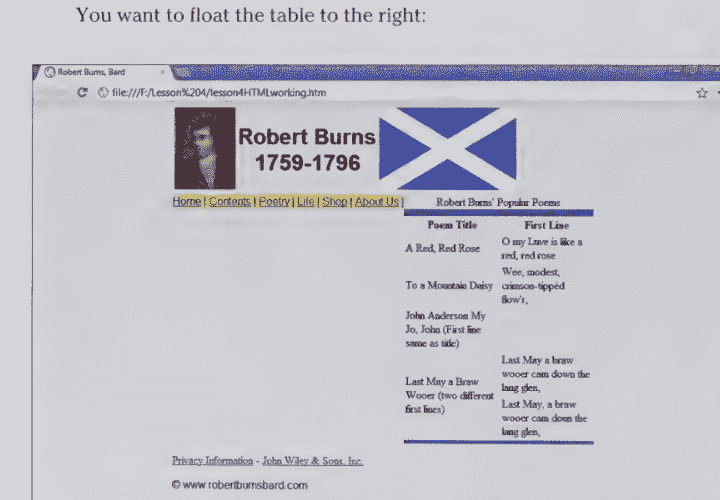 You want to float the table to the right:
Robert Burns, Bard ×
file:///F:/Lesson%204/lesson4HTMLworking.htm
Robert Burns
1759-1796
Home | Contents | Poetry | Life | Shop | About Us |
Robert Burns' Popular Poems
Poem Title First Line
A Red, Red Rose
O my Luve is like a
red, red rose
To a Mountain Daisy
Wee, modest,
crimson-tippèd
flow'r,
John Anderson My
Jo, John (First line
same as title)
Last May a Braw
Wooer (two different
first lines)
Last May a braw
wooer cam down the
lang glen,
Last May, a braw
wooer cam down the
lang glen,
Privacy Information - John Wiley & Sons, Inc.
© www.robertburnsbard.com